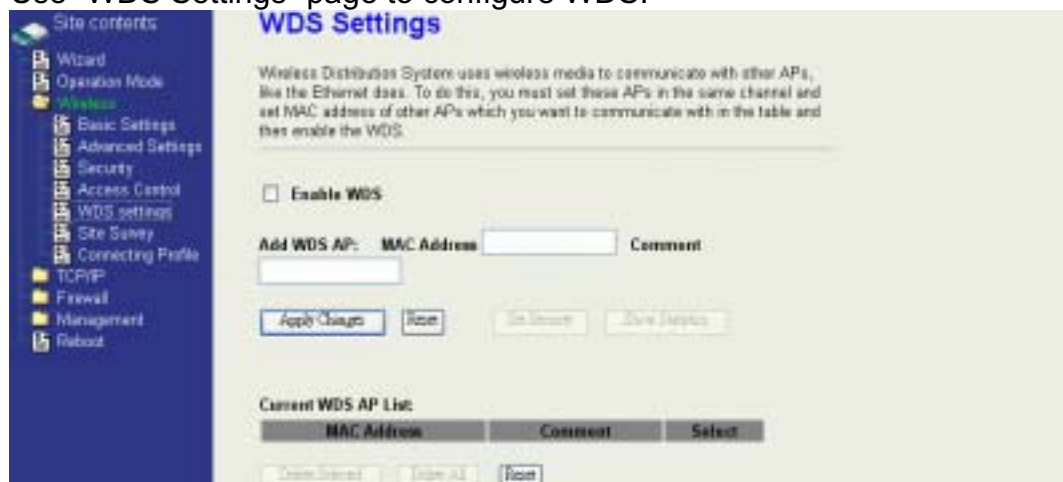 Use "WDS Settings" page to configure WDS.
Site contents:
Wizard
Operation Mode
Wireless
Basic Settings
Advanced Settings
Security
Access Control
WDS settings
Site Survey
Connecting Profile
TCP/IP
Firewall
Management
Reboot
WDS Settings
Wireless Distribution System uses wireless media to communicate with other APs,
like the Ethernet does. To do this, you must set these APs in the same channel and
set MAC address of other APs which you want to communicate with in the table and
then enable the WDS.
Enable WDS
Add WDS AP: MAC Address Comment
Apply Changes Reset Set Security Show Statistics
Current WDS AP List:
MAC Address Comment Select
Delete Selected Delete All Reset